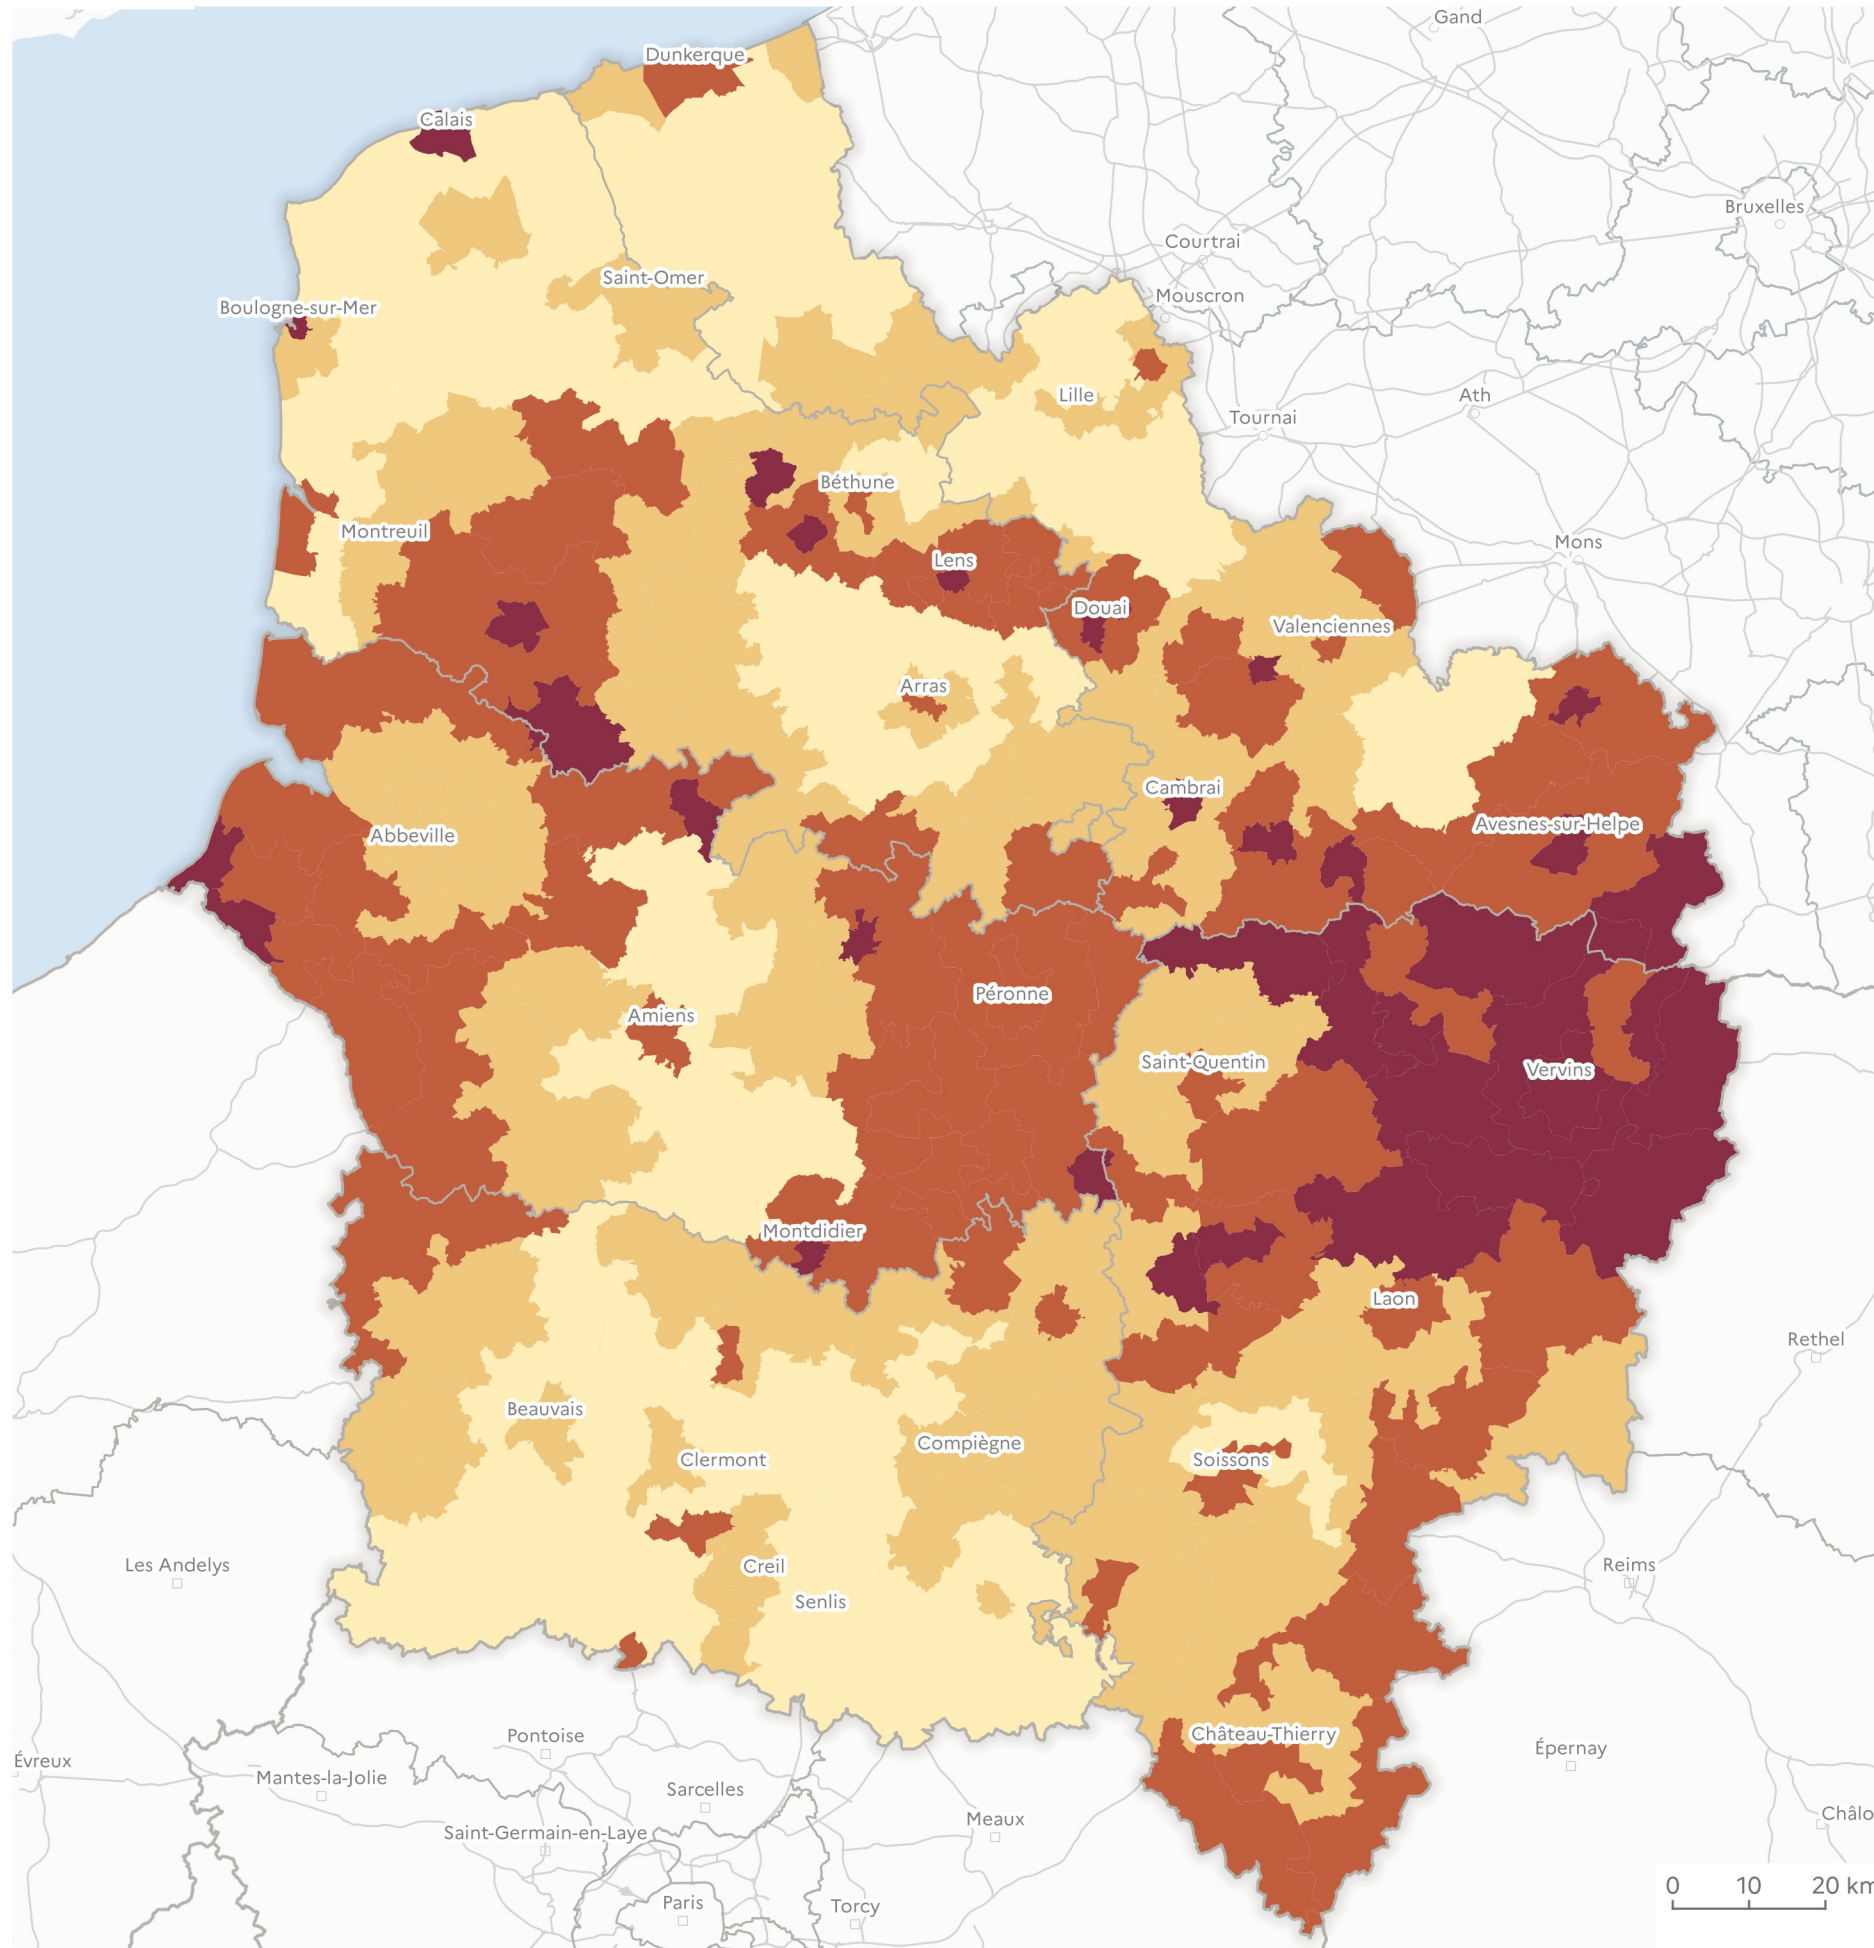 Gand
Dunkerque
Calais
Bruxelles
Courtrai
Saint-Omer
Mouscron
Boulogne-sur-Mer
Lille
Ath
Tournai
Béthune
Montreuil
Mons
Lens
Douai
Valenciennes
Arras
Cambrai
Avesnes-sur-Helpe
Abbeville
Péronne
Amiens
Saint-Quentin
Vervins
Montdidier
Laon
Rethel
Beauvais
Compiègne
Clermont
Soissons
Les Andelys
Creil
Reims
Senlis
Château-Thierry
Pontoise
Épernay
Évreux
Mantes-la-Jolie
Sarcelles
Meaux
Châlo
Saint-Germain-en-Laye
0 10 20 km
Paris
Torcy